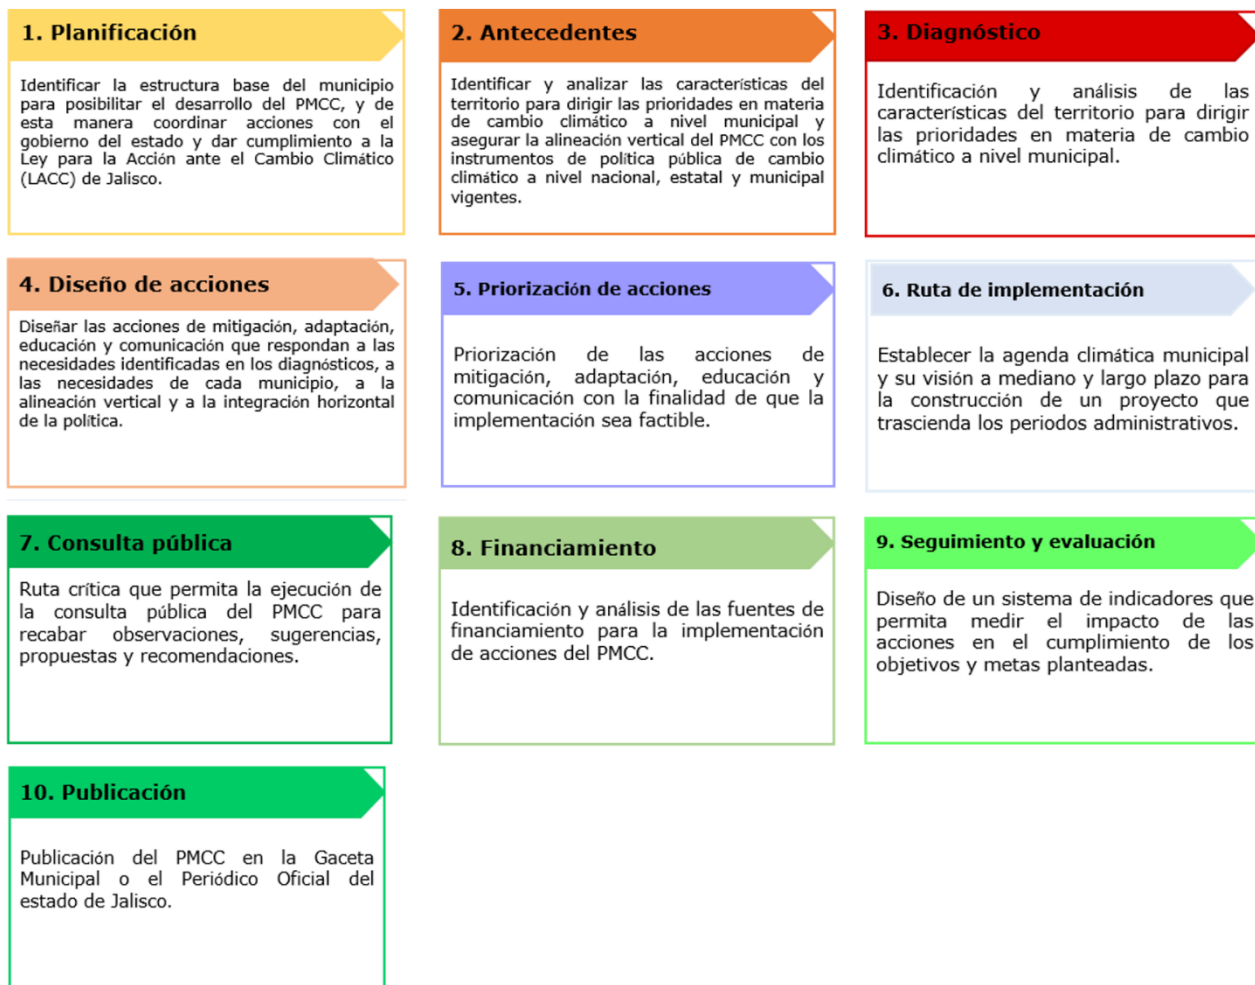 1. Planificación
Identificar la estructura base del municipio
para posibilitar el desarrollo del PMCC, y de
esta manera coordinar acciones con el
gobierno del estado y dar cumplimiento a la
Ley para la Acción ante el Cambio Climático
(LACC) de Jalisco.
2. Antecedentes
Identificar y analizar las características del
territorio para dirigir las prioridades en materia
de cambio climático a nivel municipal y
asegurar la alineación vertical del PMCC con los
instrumentos de política pública de cambio
climático a nivel nacional, estatal y municipal
vigentes.
3. Diagnóstico
Identificación y análisis de las
características del territorio para dirigir
las prioridades en materia de cambio
climático a nivel municipal.
4. Diseño de acciones
Diseñar las acciones de mitigación, adaptación,
educación y comunicación que respondan a las
necesidades identificadas en los diagnósticos, a
las necesidades de cada municipio, a la
alineación vertical y a la integración horizontal
de la política.
5. Priorización de acciones
Priorización de las acciones de
mitigación, adaptación, educación y
comunicación con la finalidad de que la
implementación sea factible.
6. Ruta de implementación
Establecer la agenda climática municipal
y su visión a mediano y largo plazo para
la construcción de un proyecto que
trascienda los periodos administrativos.
7. Consulta pública
Ruta crítica que permita la ejecución de
la consulta pública del PMCC para
recabar observaciones, sugerencias,
propuestas y recomendaciones.
8. Financiamiento
Identificación y análisis de las fuentes de
financiamiento para la implementación
de acciones del PMCC.
9. Seguimiento y evaluación
Diseño de un sistema de indicadores que
permita medir el impacto de las
acciones en el cumplimiento de los
objetivos y metas planteadas.
10. Publicación
Publicación del PMCC en la Gaceta
Municipal o el Periódico Oficial del
estado de Jalisco.